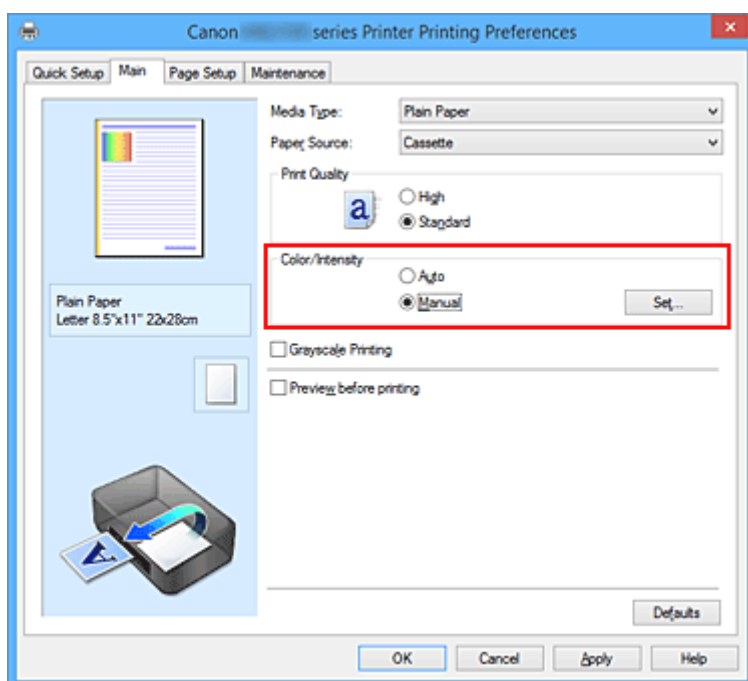 Canon series Printer Printing Preferences
Quick Setup Main Page Setup Maintenance
Media Type: Plain Paper
Paper Source: Cassette
Print Quality
a
High
Standard
Color/Intensity
Auto
Manual Set...
Plain Paper
Letter 8.5"x11" 22x28cm
Grayscale Printing
Preview before printing
A
Defaults
OK Cancel Apply Help